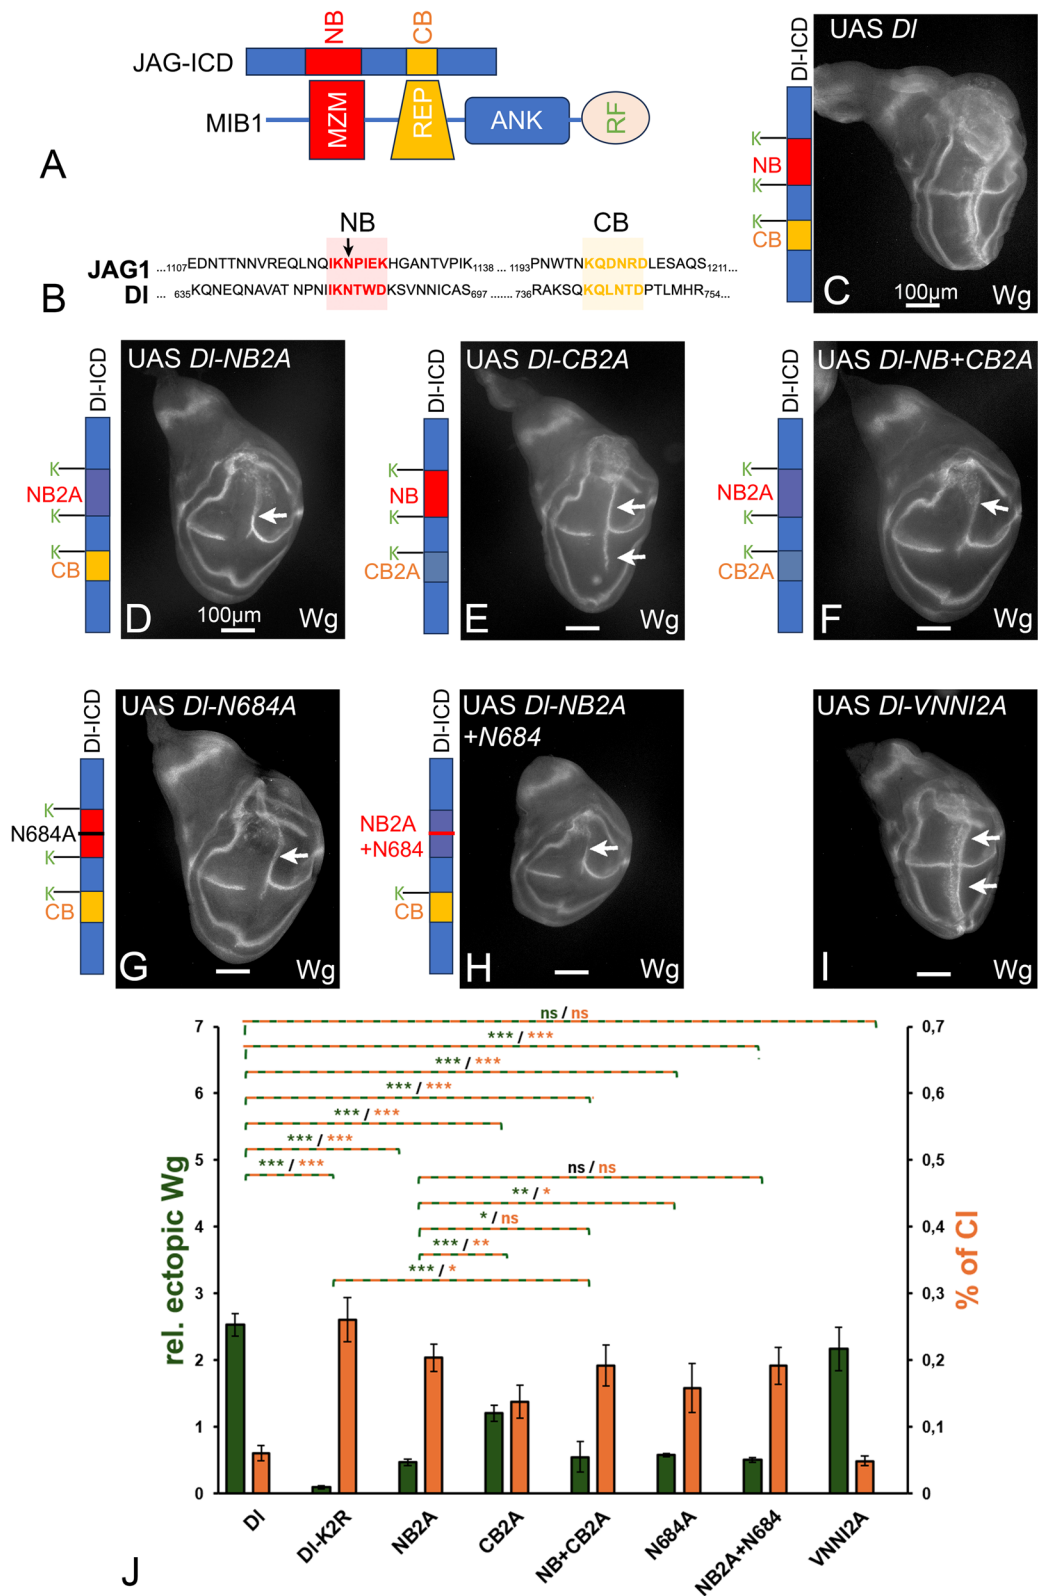 NB
CB
JAG-ICD
MIB1
MZM
REP
ANK
RF
A
NB
CB
JAG1 ...1107EDNTTNNVREQLNQIKNPIEKHGANTVPIK1138 ... 1193PNWTNKQDNRDLESAQS1211...
Dl ... 635KQNEQNAVAT NPNIIKNTWDKSVNNICAS697 ....... 736RAKSQKQLNTDPTLMHR754...
B
UAS Dl
Dl-ICD
K
NB
K
K
CB
C
100µm
Wg
UAS Dl-NB2A
Dl-ICD
K
NB2A
K
K
CB
D
100µm
Wg
UAS Dl-CB2A
Dl-ICD
K
NB
K
K
CB2A
E
Wg
UAS Dl-NB+CB2A
Dl-ICD
K
NB2A
K
K
CB2A
F
Wg
UAS Dl-N684A
Dl-ICD
K
N684A
K
K
CB
G
Wg
UAS Dl-NB2A
+N684
Dl-ICD
NB2A
+N684
K
CB
H
Wg
UAS Dl-VNNI2A
I
Wg
ns / ns
*** / ***
*** / ***
*** / ***
*** / ***
*** / ***
*** / ***
ns / ns
** / *
* / ns
*** / **
*** / *
rel. ectopic Wg
7
6
5
4
3
2
1
0
% of CI
0,7
0,6
0,5
0,4
0,3
0,2
0,1
0
Dl
Dl-K2R
NB2A
CB2A
NB+CB2A
N684A
NB2A+N684
VNNI2A
J